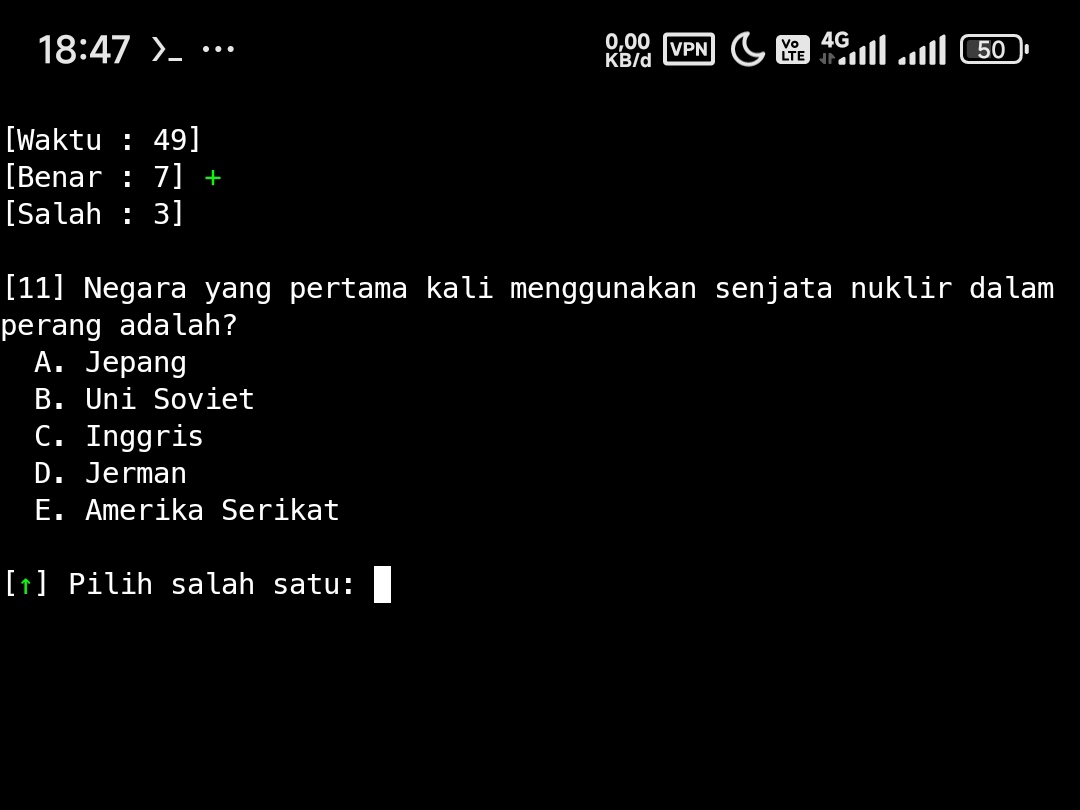 18:47 >_ ... 0,00 KB/d VPN Vo LTE 4G 50
[Waktu : 49]
[Benar : 7] +
[Salah : 3]
[11] Negara yang pertama kali menggunakan senjata nuklir dalam
perang adalah?
A. Jepang
B. Uni Soviet
C. Inggris
D. Jerman
E. Amerika Serikat
[↑] Pilih salah satu: